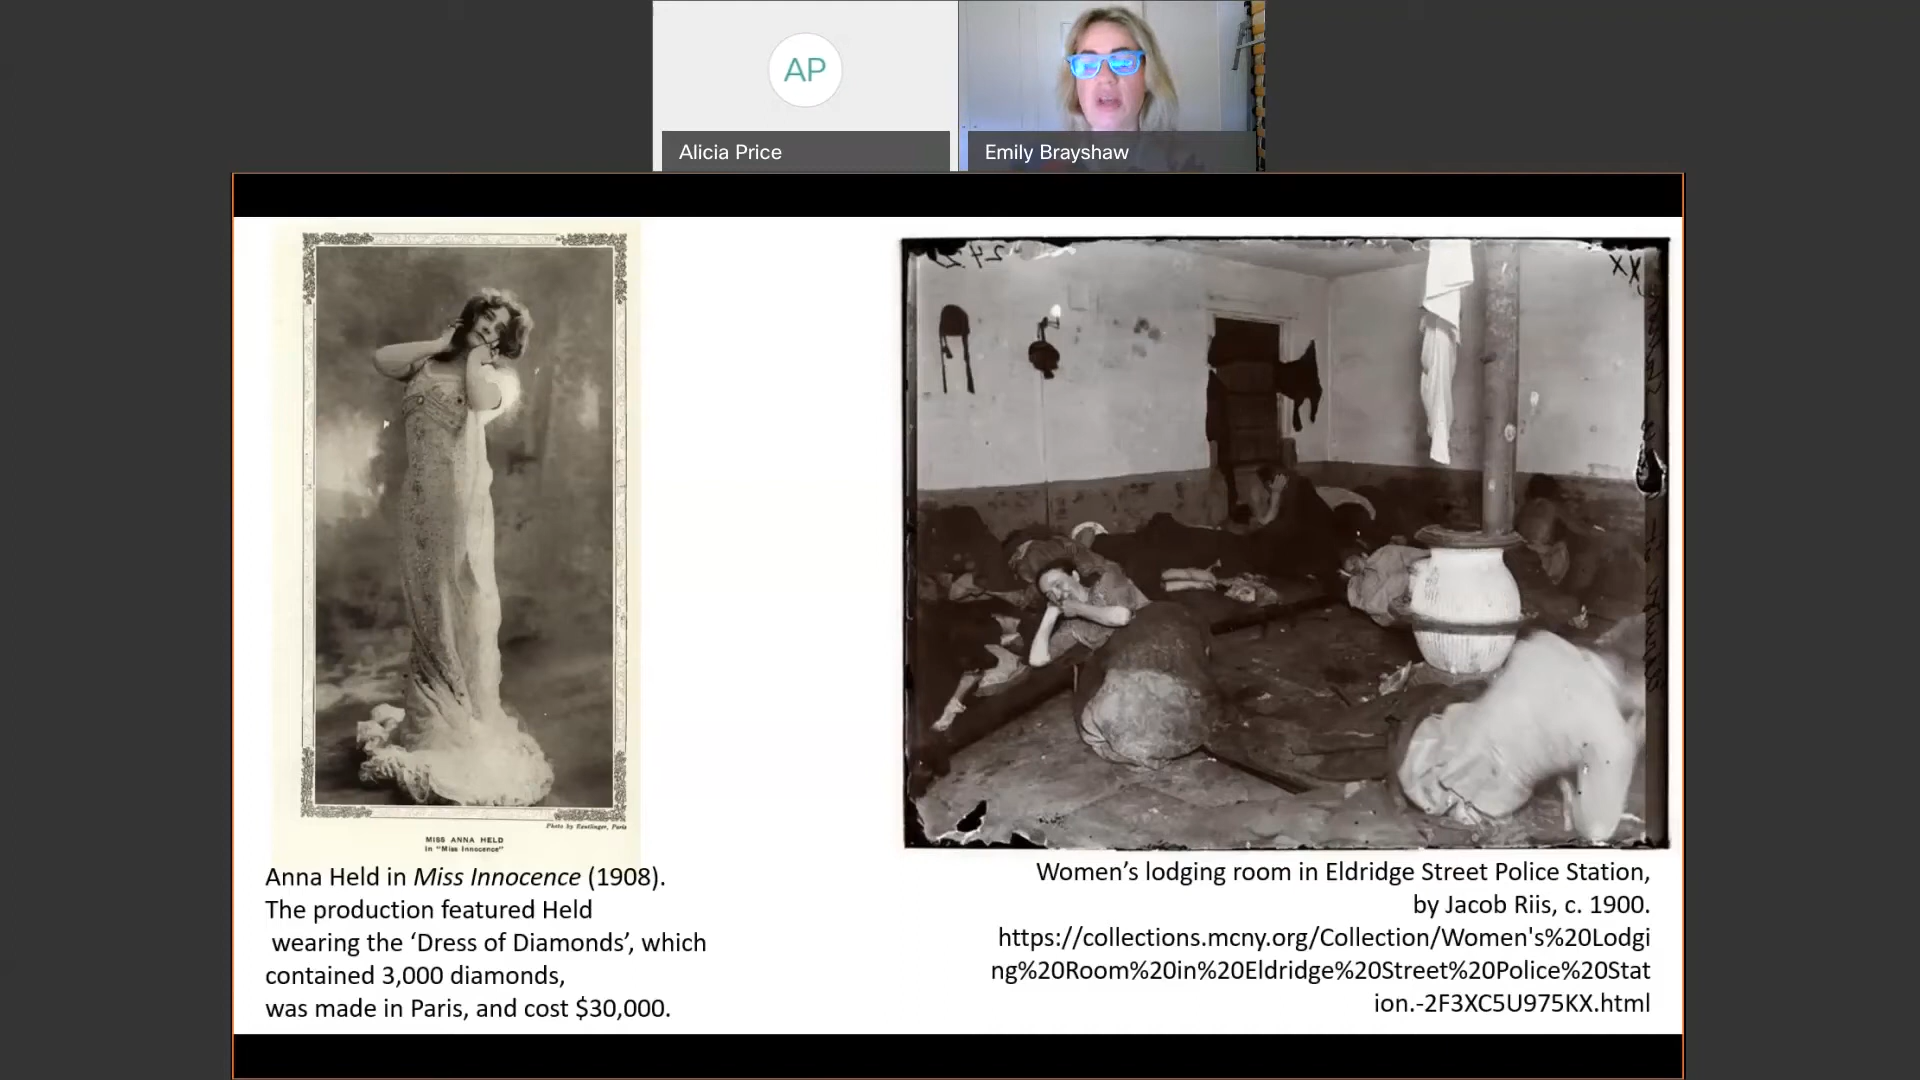 AP
Alicia Price
Emily Brayshaw
Photo by Reutlinger, Paris
MISS ANNA HELD
in "Miss Innocence"
Anna Held in Miss Innocence (1908).
The production featured Held
wearing the ‘Dress of Diamonds’, which
contained 3,000 diamonds,
was made in Paris, and cost $30,000.
XX
Women’s lodging room in Eldridge Street Police Station,
by Jacob Riis, c. 1900.
https://collections.mcny.org/Collection/Women's%20Lodgi
ng%20Room%20in%20Eldridge%20Street%20Police%20Stat
ion.-2F3XC5U975KX.html